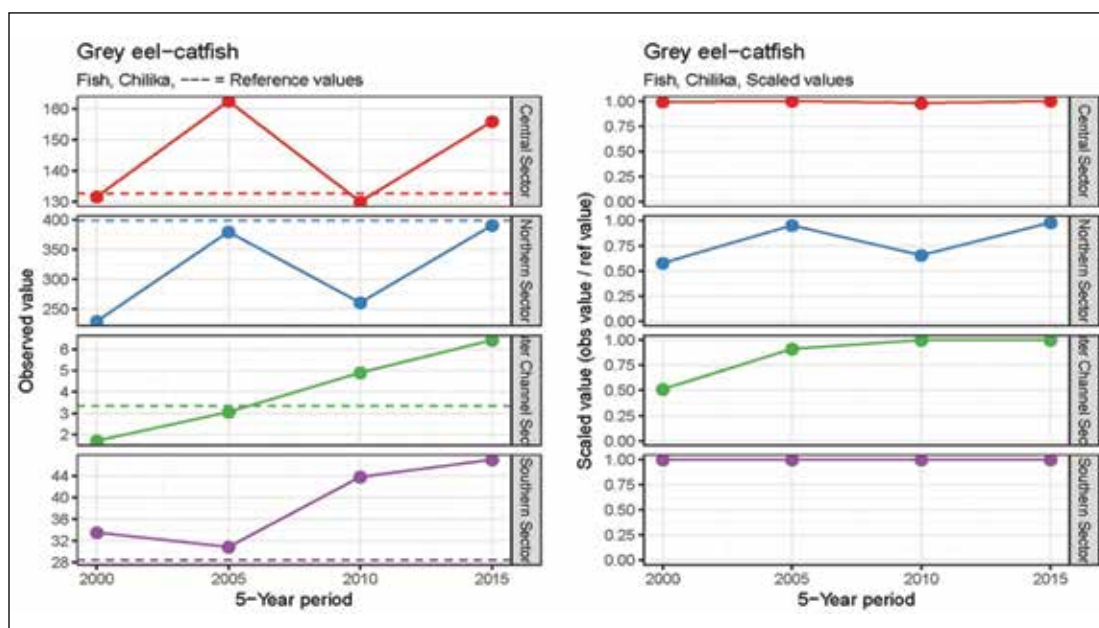 Grey eel-catfish
Fish, Chilika, --- = Reference values
Observed value
160
150
140
130
Central Sector
400
350
300
250
Northern Sector
6
5
4
3
2
ter Channel Sec
44
40
36
32
28
Southern Sector
2000 2005 2010 2015
5-Year period
Grey eel-catfish
Fish, Chilika, Scaled values
Scaled value (obs value / ref value)
1.00
0.75
0.50
0.25
0.00
Central Sector
1.00
0.75
0.50
0.25
0.00
Northern Sector
1.00
0.75
0.50
0.25
0.00
ter Channel Sec
1.00
0.75
0.50
0.25
0.00
Southern Sector
2000 2005 2010 2015
5-Year period